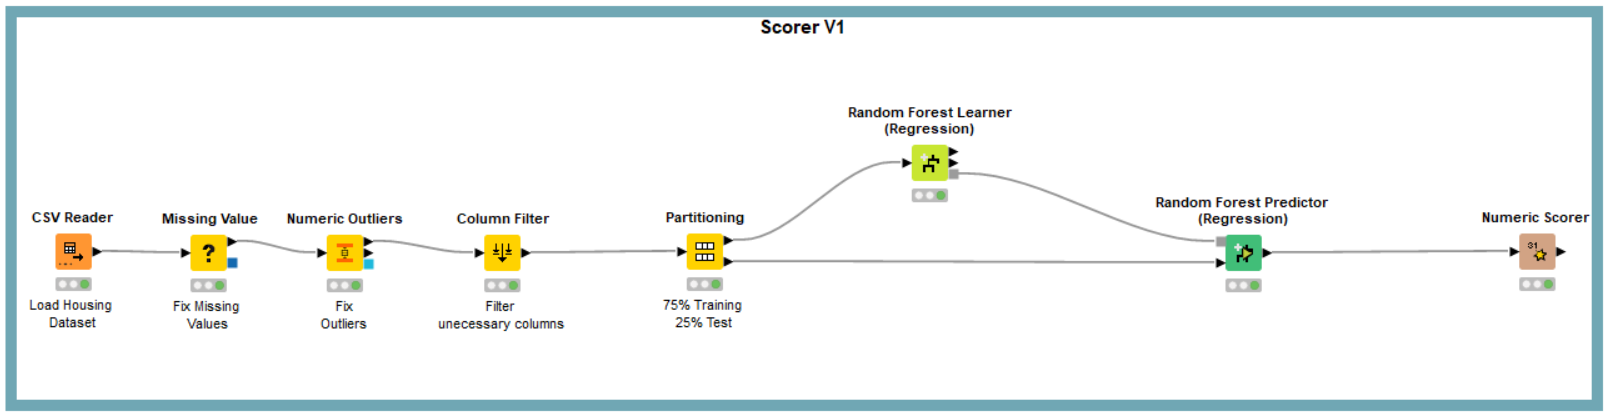 Scorer V1
Random Forest Learner
(Regression)
Random Forest Predictor
(Regression)
CSV Reader
Missing Value
Numeric Outliers
Column Filter
Partitioning
Numeric Scorer
?
31
Load Housing
Dataset
Fix Missing
Values
Fix
Outliers
Filter
unecessary columns
75% Training
25% Test